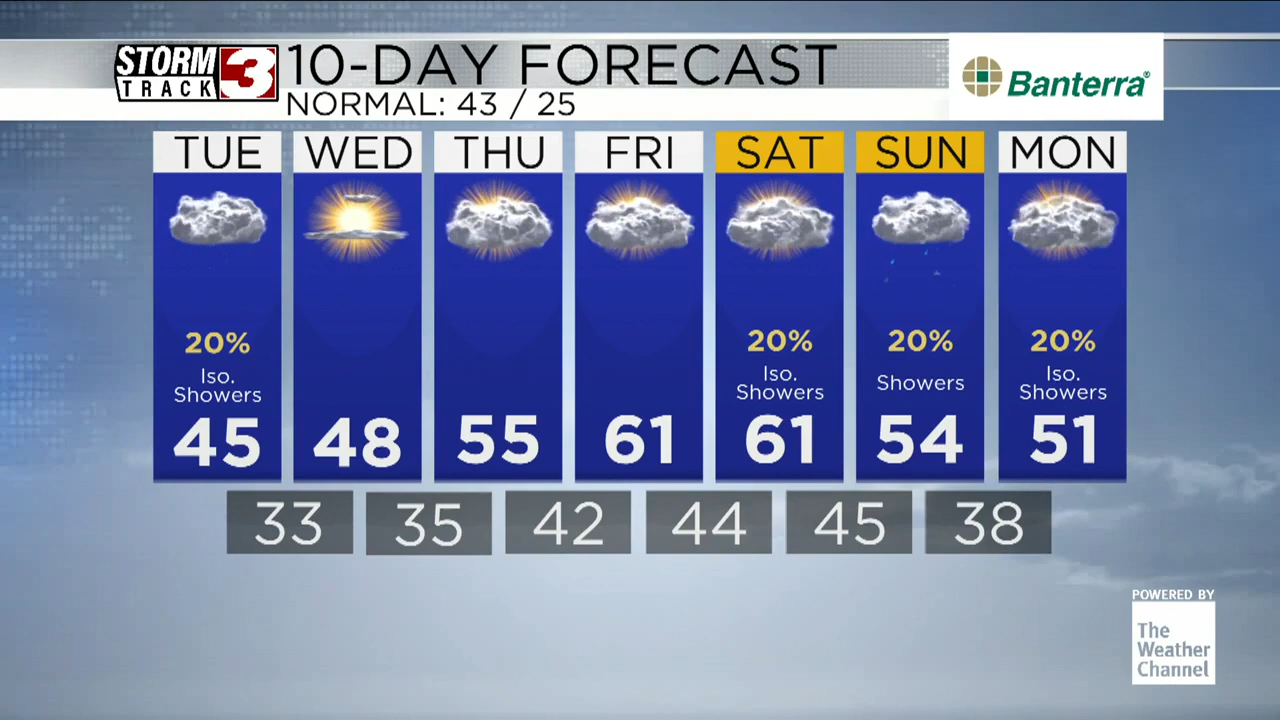 STORM
TRACK
3
10-DAY FORECAST
NORMAL: 43 / 25
Banterra®
TUE
WED
THU
FRI
SAT
SUN
MON
20%
Iso.
Showers
20%
Iso.
Showers
20%
Showers
20%
Iso.
Showers
45
48
55
61
61
54
51
33
35
42
44
45
38
POWERED BY
The
Weather
Channel